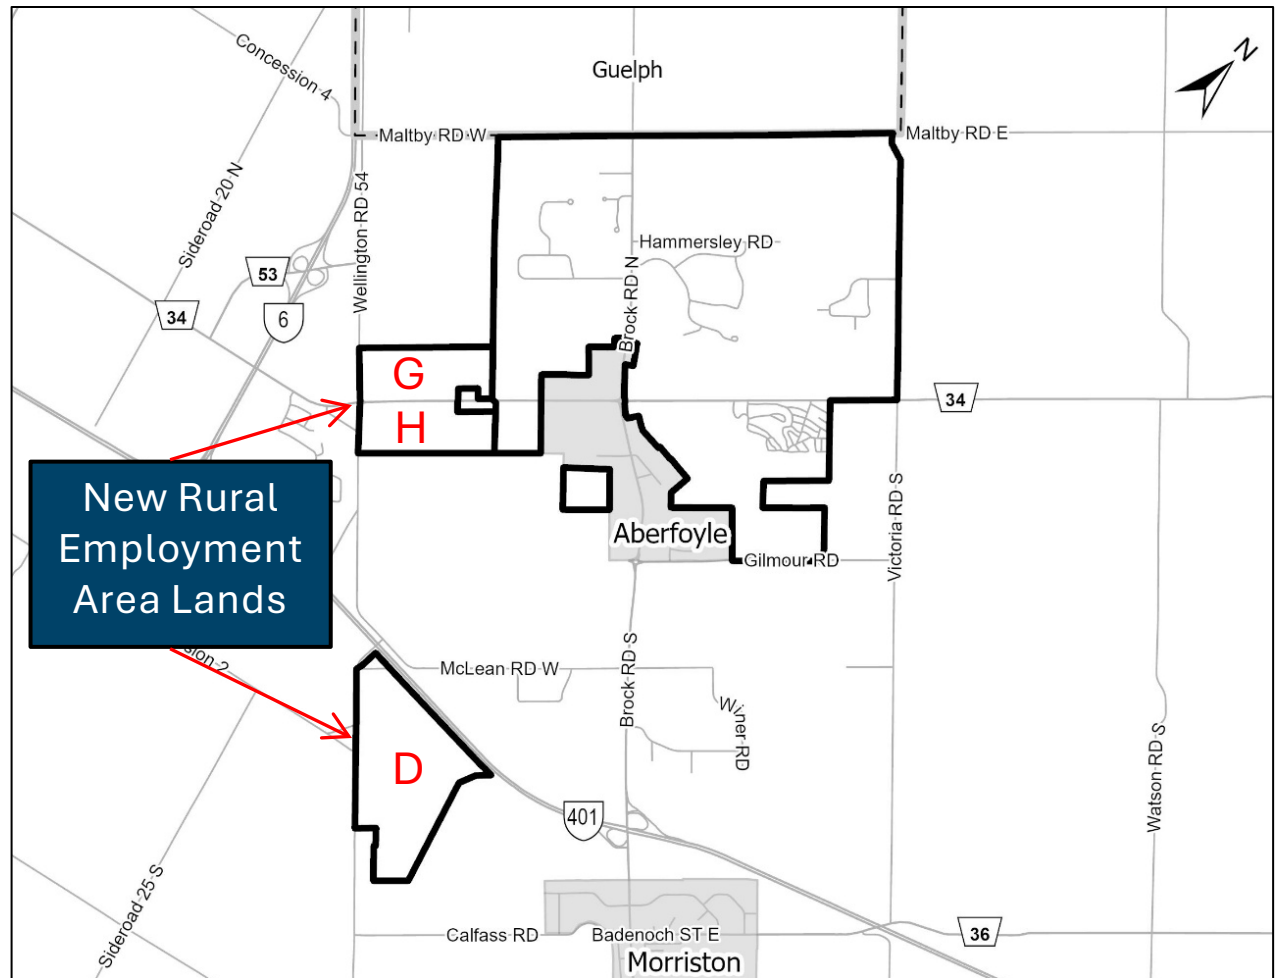 Concession 4
Guelph
N
Maltby RD W
Maltby RD E
Sideroad 20 N
Wellington RD 54
Hammersley RD
53
34
6
Brock RD N
G
H
34
New Rural
Employment
Area Lands
Aberfoyle
Gilmour RD
Victoria RD S
sion 2
McLean RD W
Brock RD S
Winer RD
D
401
Watson RD S
Sideroad 25 S
Calfass RD
Badenoch ST E
36
Morriston